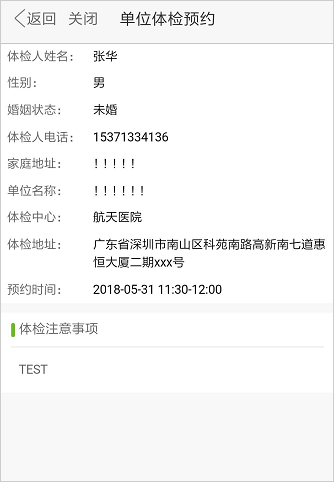 返回 关闭 单位体检预约
体检人姓名： 张华
性别： 男
婚姻状态： 未婚
体检人电话： 15371334136
家庭地址： ！！！！！
单位名称： ！！！！！！
体检中心： 航天医院
体检地址： 广东省深圳市南山区科苑南路高新南七道惠
恒大厦二期xxx号
预约时间： 2018-05-31 11:30-12:00
体检注意事项
TEST